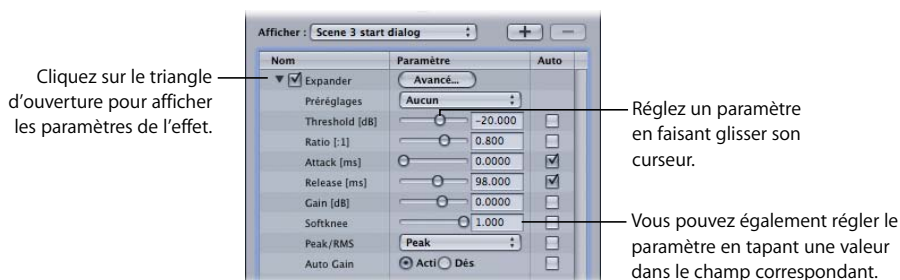 Afficher : Scene 3 start dialog
Nom Paramètre Auto
Expander Avancé...
Préréglages Aucun
Threshold [dB] -20.000
Ratio [:1] 0.800
Attack [ms] 0.0000
Release [ms] 98.000
Gain [dB] 0.0000
Softknee 1.000
Peak/RMS Peak
Auto Gain Acti Dés
Cliquez sur le triangle
d'ouverture pour afficher
les paramètres de l'effet.
Réglez un paramètre
en faisant glisser son
curseur.
Vous pouvez également régler le
paramètre en tapant une valeur
dans le champ correspondant.